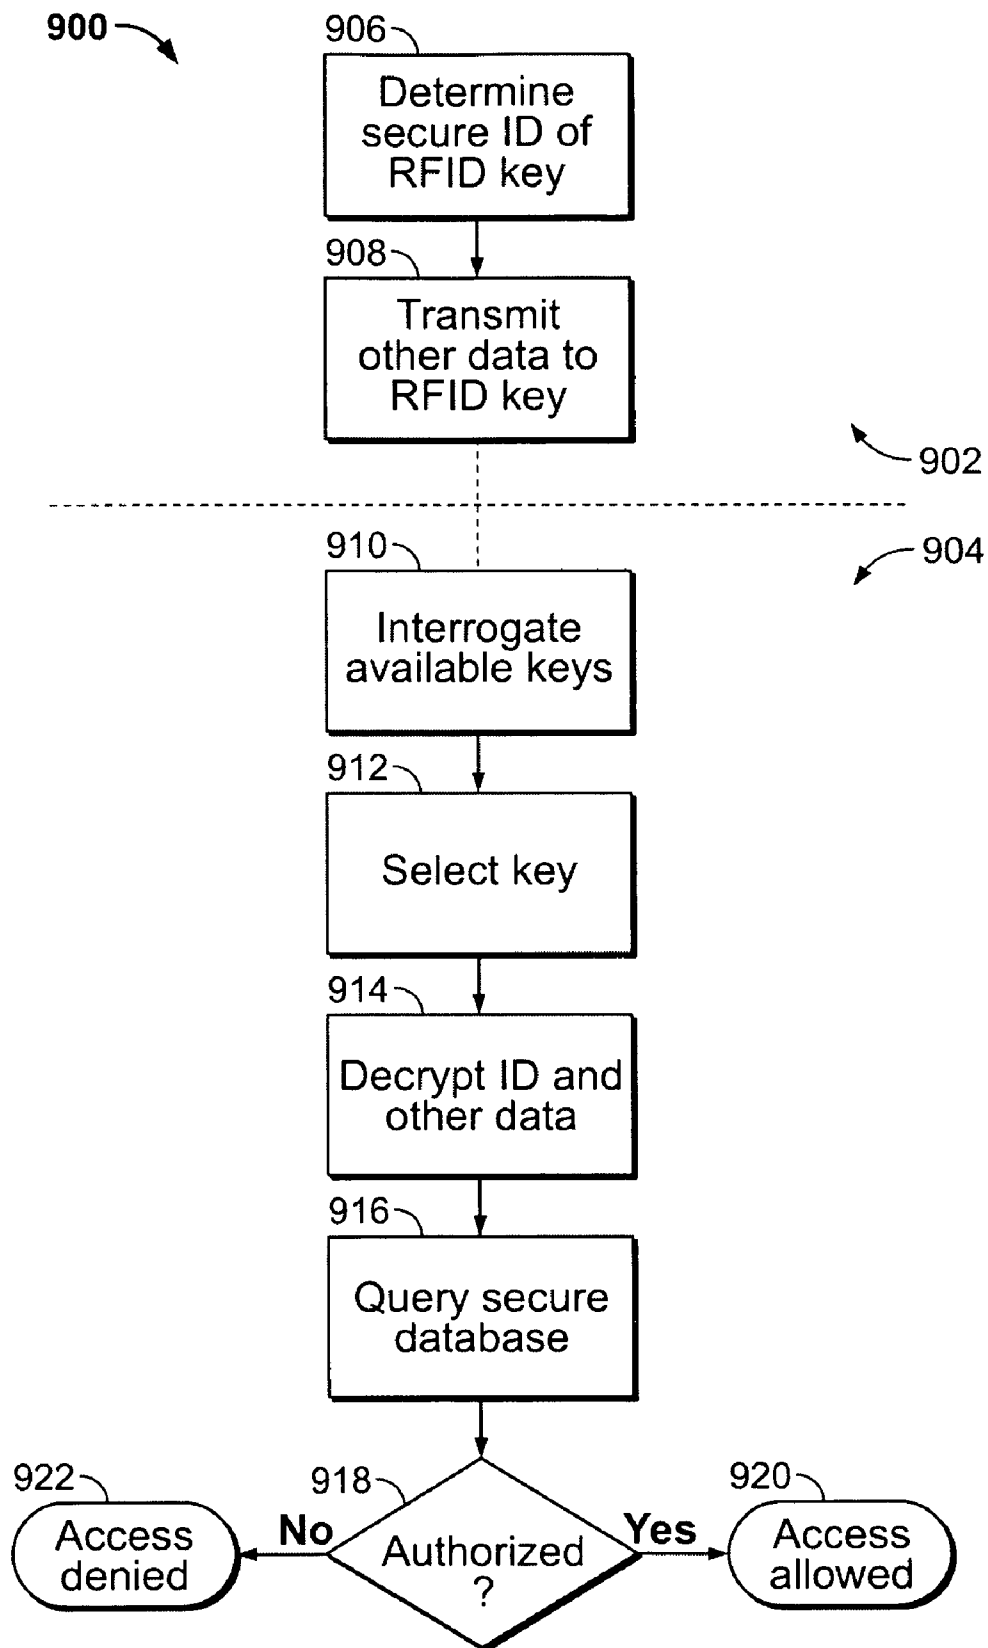 900
906
Determine
secure ID of
RFID key
908
Transmit
other data to
RFID key
902
904
910
Interrogate
available keys
912
Select key
914
Decrypt ID and
other data
916
Query secure
database
918
Authorized
?
No
Yes
922
Access
denied
920
Access
allowed